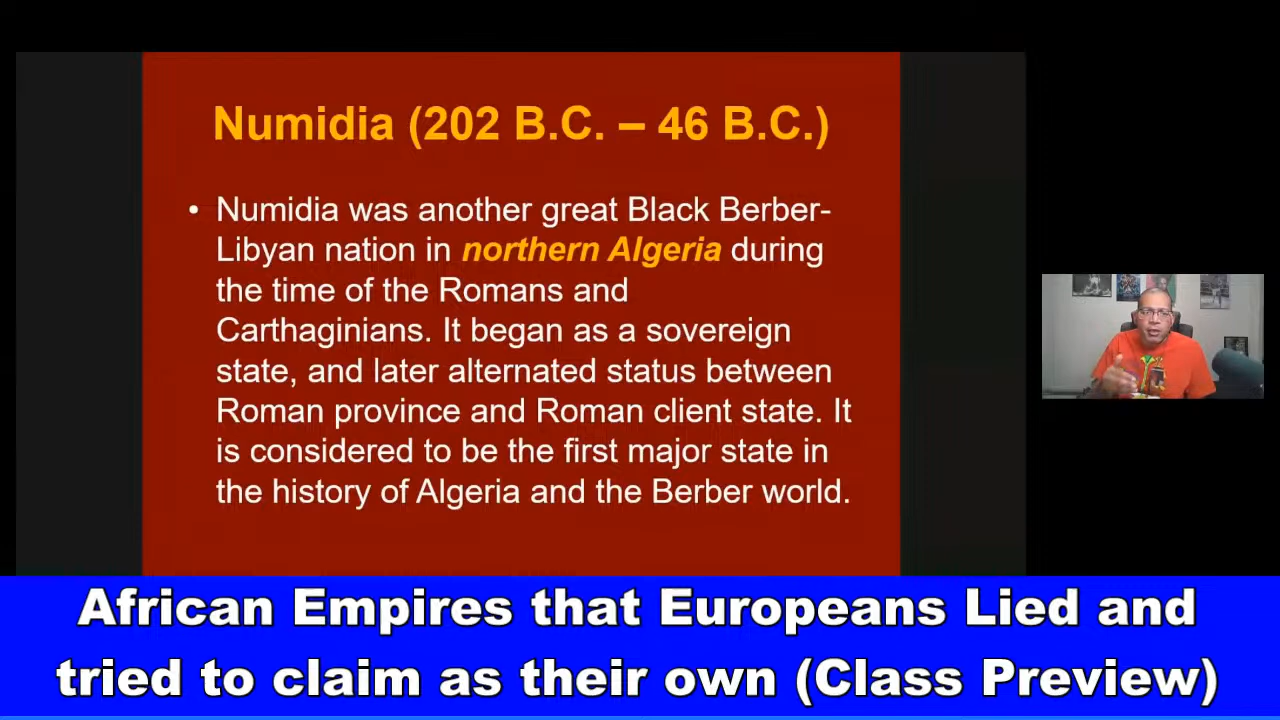 Numidia (202 B.C. – 46 B.C.)
• Numidia was another great Black Berber-
Libyan nation in northern Algeria during
the time of the Romans and
Carthaginians. It began as a sovereign
state, and later alternated status between
Roman province and Roman client state. It
is considered to be the first major state in
the history of Algeria and the Berber world.
African Empires that Europeans Lied and
tried to claim as their own (Class Preview)